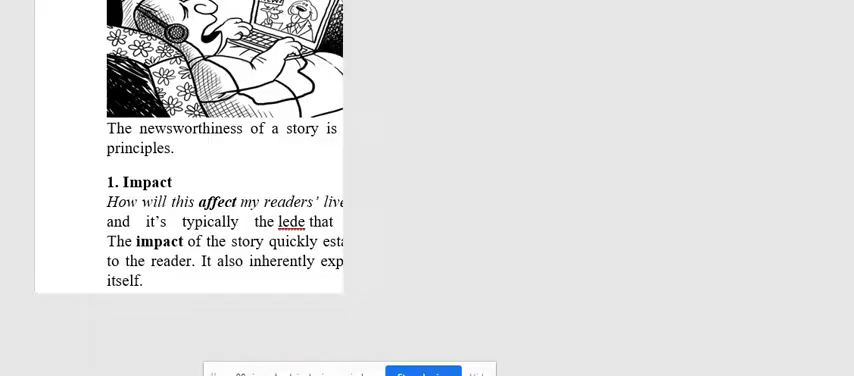 The newsworthiness of a story is
principles.
1. Impact
How will this affect my readers’ live
and it’s typically the lede that
The impact of the story quickly esta
to the reader. It also inherently exp
itself.